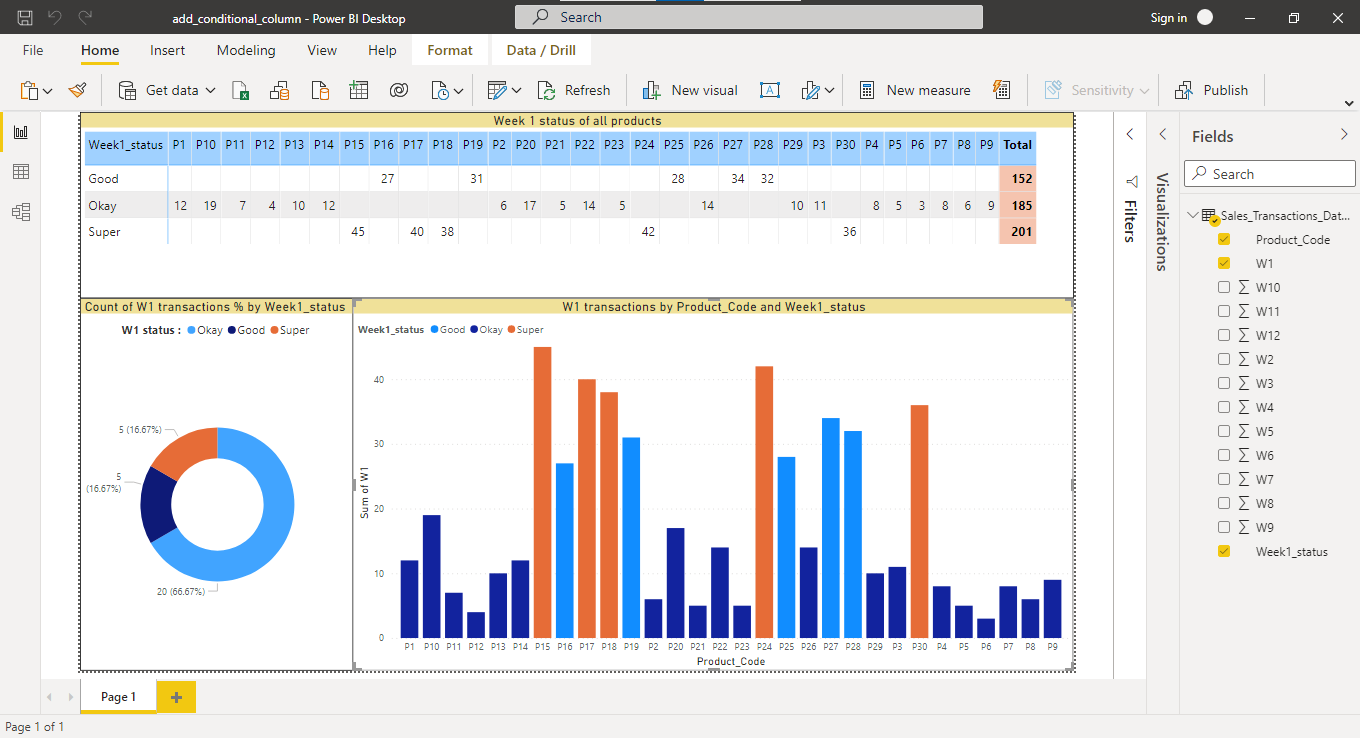 add_conditional_column - Power BI Desktop
Search
Sign in
File Home Insert Modeling View Help Format Data / Drill
Get data Refresh New visual A New measure Sensitivity Publish
Week 1 status of all products
Week1_status P1 P10 P11 P12 P13 P14 P15 P16 P17 P18 P19 P2 P20 P21 P22 P23 P24 P25 P26 P27 P28 P29 P3 P30 P4 P5 P6 P7 P8 P9 Total
Good 27 31 28 34 32 152
Okay 12 19 7 4 10 12 6 17 5 14 5 14 10 11 8 5 3 8 6 9 185
Super 45 40 38 42 36 201
Count of W1 transactions % by Week1_status
W1 status : Okay Good Super
5 (16.67%)
5
(16.67%)
20 (66.67%)
W1 transactions by Product_Code and Week1_status
Week1_status Good Okay Super
40
30
20
10
0
Sum of W1
P1 P10 P11 P12 P13 P14 P15 P16 P17 P18 P19 P2 P20 P21 P22 P23 P24 P25 P26 P27 P28 P29 P3 P30 P4 P5 P6 P7 P8 P9
Product_Code
Filters
Visualizations
Fields
Search
Sales_Transactions_Dat...
Product_Code
W1
W10
W11
W12
W2
W3
W4
W5
W6
W7
W8
W9
Week1_status
Page 1
Page 1 of 1